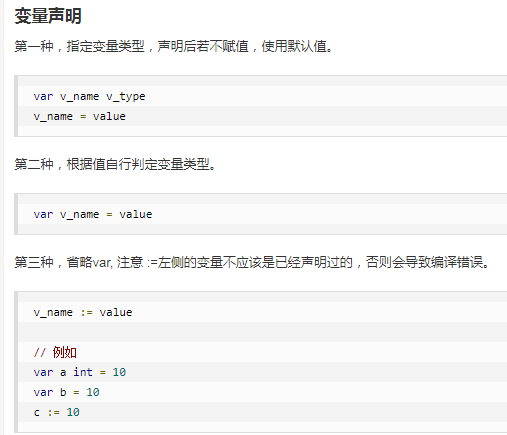 变量声明
第一种，指定变量类型，声明后若不赋值，使用默认值。
var v_name v_type
v_name = value
第二种，根据值自行判定变量类型。
var v_name = value
第三种，省略var, 注意 :=左侧的变量不应该是已经声明过的，否则会导致编译错误。
v_name := value
// 例如
var a int = 10
var b = 10
c := 10